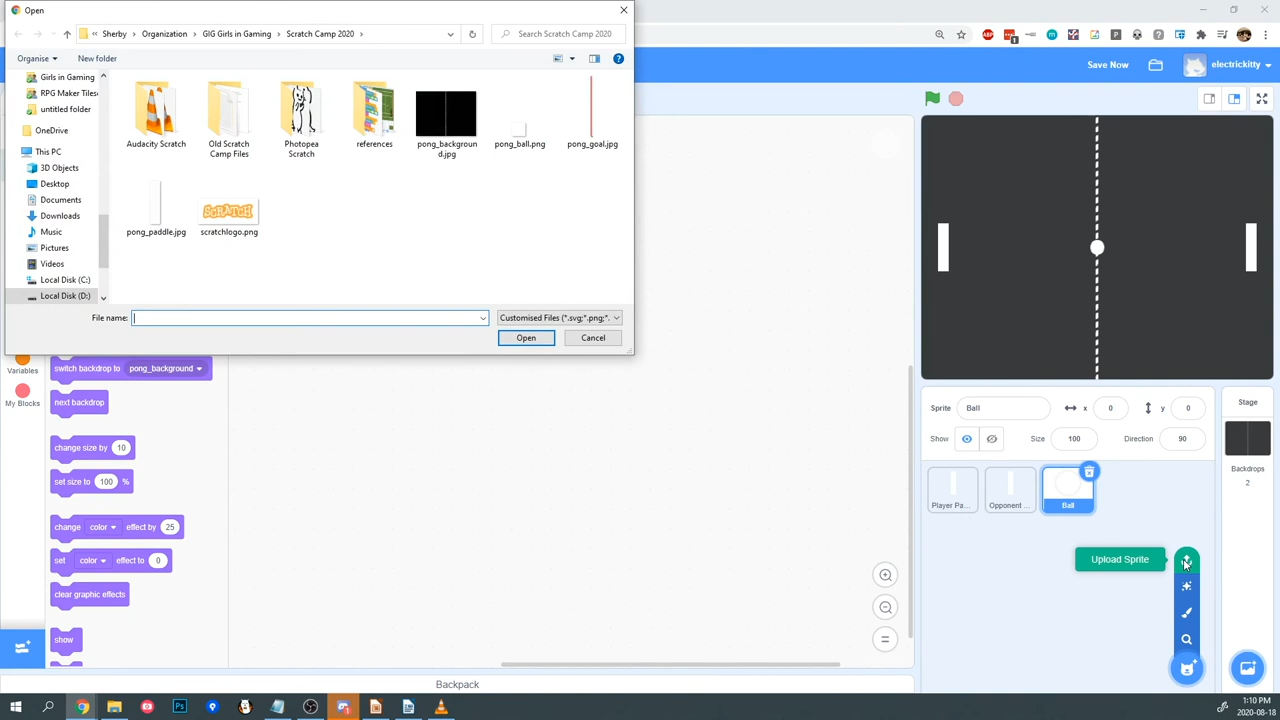 Open
Sherby
Organization
GIG Girls in Gaming
Scratch Camp 2020
Search Scratch Camp 2020
Organise
New folder
Girls in Gaming
RPG Maker Tiles
untitled folder
OneDrive
This PC
3D Objects
Desktop
Documents
Downloads
Music
Pictures
Videos
Local Disk (C:)
Local Disk (D:)
Audacity Scratch
Old Scratch
Camp Files
Photopea
Scratch
references
pong_backgroun
d.jpg
pong_ball.png
pong_goal.jpg
pong_paddle.jpg
SCRATCH
scratchlogo.png
File name:
Customised Files (*.svg;*.png;*.
Open
Cancel
ABP
1
Save Now
electrickitty
Variables
My Blocks
switch backdrop to pong_background
next backdrop
change size by 10
set size to 100 %
change color effect by 25
set color effect to 0
clear graphic effects
show
Sprite Ball x 0 y 0
Show Size 100 Direction 90
Player Pa...
Opponent ...
Ball
Stage
Backdrops
2
Upload Sprite
Backpack
Ps
1:10 PM
2020-08-18